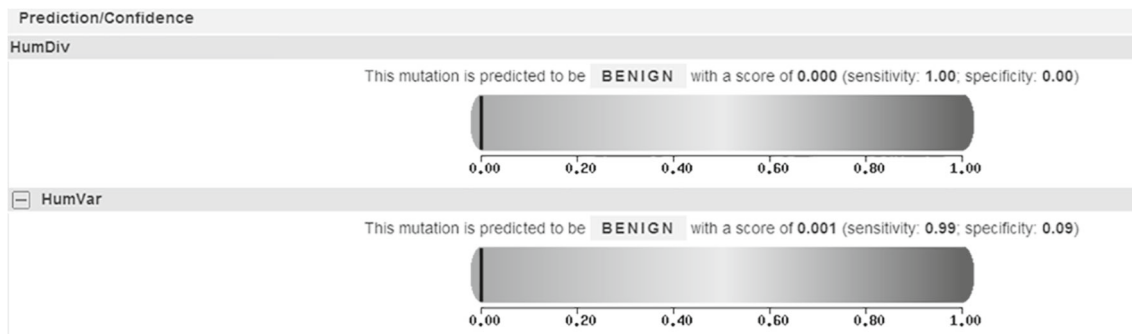 Prediction/Confidence
HumDiv
This mutation is predicted to be BENIGN with a score of 0.000 (sensitivity: 1.00; specificity: 0.00)
0.00 0.20 0.40 0.60 0.80 1.00
HumVar
This mutation is predicted to be BENIGN with a score of 0.001 (sensitivity: 0.99; specificity: 0.09)
0.00 0.20 0.40 0.60 0.80 1.00